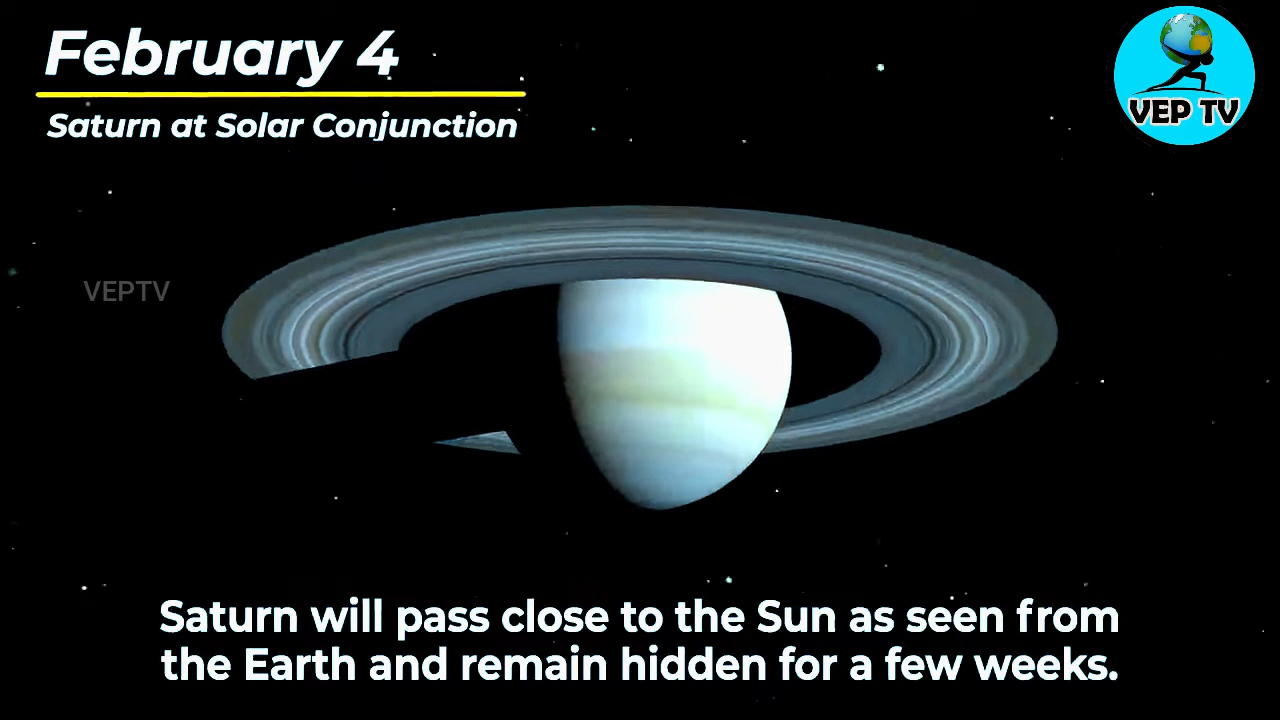 February 4
Saturn at Solar Conjunction
VEP TV
VEPTV
Saturn will pass close to the Sun as seen from
the Earth and remain hidden for a few weeks.